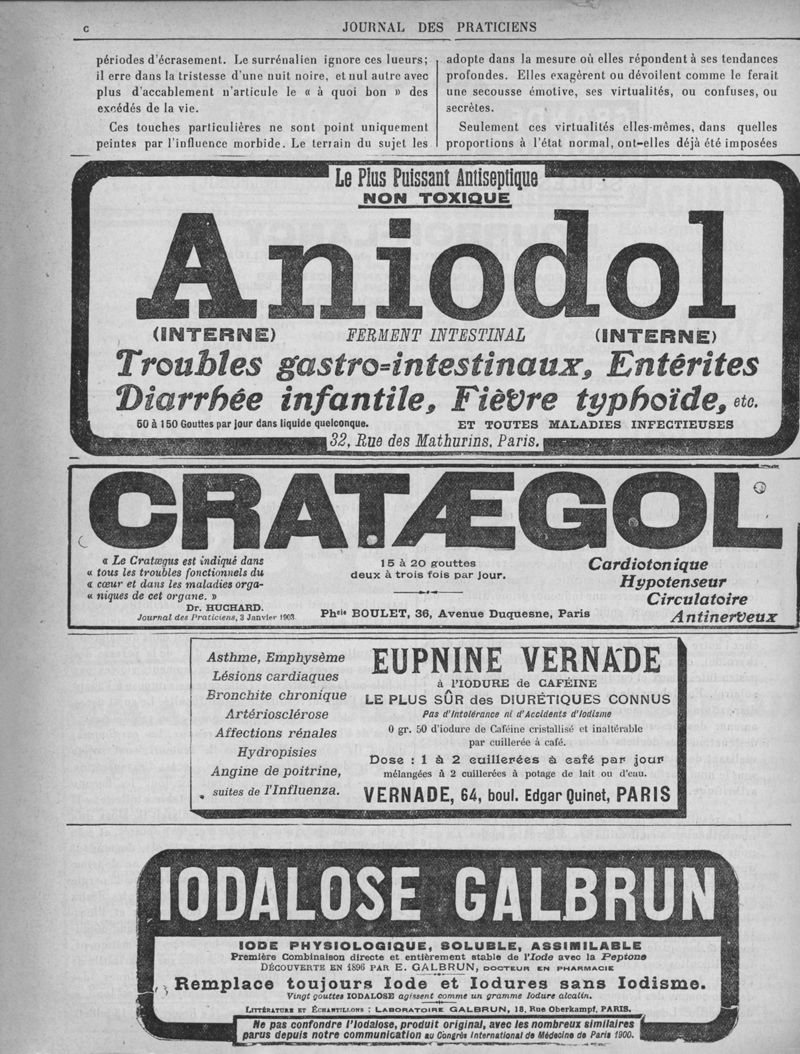 c
JOURNAL DES PRATICIENS
périodes d'écrasement. Le surrénalien ignore ces lueurs;
il erre dans la tristesse d'une nuit noire, et nul autre avec
plus d'accablement n'articule le « à quoi bon » des
excédés de la vie.
Ces touches particulières ne sont point uniquement
peintes par l'influence morbide. Le terrain du sujet les
adopte dans la mesure où elles répondent à ses tendances
profondes. Elles exagèrent ou dévoilent comme le ferait
une secousse émotive, ses virtualités, ou confuses, ou
secrètes.
Seulement ces virtualités elles-mêmes, dans quelles
proportions à l'état normal, ont-elles déjà été imposées
Le Plus Puissant Antiseptique
NON TOXIQUE
Aniodol
(INTERNE) FERMENT INTESTINAL (INTERNE)
Troubles gastro=intestinaux, Entérites
Diarrhée infantile, Fièvre typhoïde, etc.
50 à 150 Gouttes par jour dans liquide quelconque. ET TOUTES MALADIES INFECTIEUSES
32, Rue des Mathurins, Paris.
CRATÆGOL
« Le Cratægus est indiqué dans
« tous les troubles fonctionnels du
« cœur et dans les maladies orga-
« niques de cet organe. »
Dr. HUCHARD.
Journal des Praticiens, 3 Janvier 1903.
15 à 20 gouttes
deux à trois fois par jour.
Phcie BOULET, 36, Avenue Duquesne, Paris
Cardiotonique
Hypotenseur
Circulatoire
Antinerveux
Asthme, Emphysème
Lésions cardiaques
Bronchite chronique
Artériosclérose
Affections rénales
Hydropisies
Angine de poitrine,
suites de l'Influenza.
EUPNINE VERNADE
à l'IODURE de CAFÉINE
LE PLUS SÛR des DIURÉTIQUES CONNUS
Pas d'Intolérance ni d'Accidents d'Iodisme
0 gr. 50 d'iodure de Caféine cristallisé et inaltérable
par cuillerée à café.
Dose : 1 à 2 cuillerées à café par jour
mélangées à 2 cuillerées à potage de lait ou d'eau.
VERNADE, 64, boul. Edgar Quinet, PARIS
IODALOSE GALBRUN
IODE PHYSIOLOGIQUE, SOLUBLE, ASSIMILABLE
Première Combinaison directe et entièrement stable de l'Iode avec la Peptone
DÉCOUVERTE EN 1896 PAR E. GALBRUN, DOCTEUR EN PHARMACIE
Remplace toujours Iode et Iodures sans Iodisme.
Vingt gouttes IODALOSE agissent comme un gramme Iodure alcalin.
LITTÉRATURE ET ÉCHANTILLONS : LABORATOIRE GALBRUN, 18, Rue Oberkampf, PARIS.
Ne pas confondre l'Iodalose, produit original, avec les nombreux similaires
parus depuis notre communication au Congrès International de Médecine de Paris 1900.